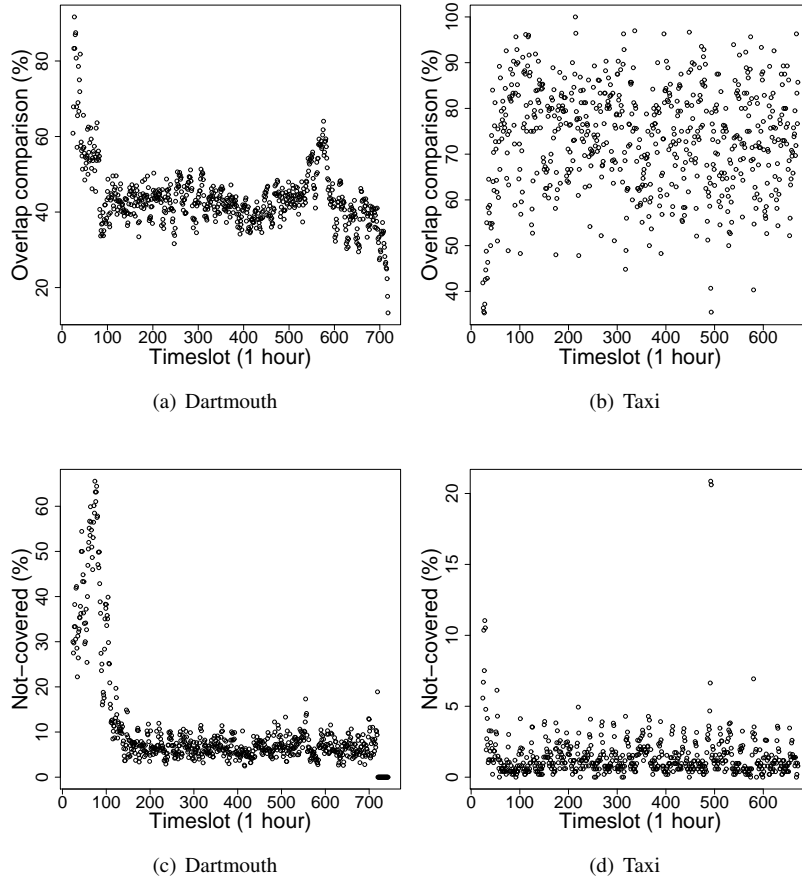 Overlap comparison (%)
80
60
40
20
0 100 200 300 400 500 600 700
Timeslot (1 hour)
(a) Dartmouth
Overlap comparison (%)
100
90
80
70
60
50
40
0 100 200 300 400 500 600
Timeslot (1 hour)
(b) Taxi
Not−covered (%)
60
50
40
30
20
10
0
0 100 200 300 400 500 600 700
Timeslot (1 hour)
(c) Dartmouth
Not−covered (%)
20
15
10
5
0
0 100 200 300 400 500 600
Timeslot (1 hour)
(d) Taxi